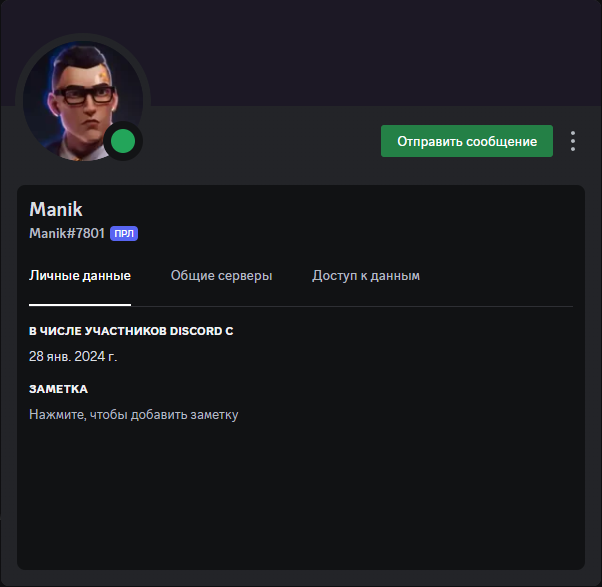 Отправить сообщение
Manik
Manik#7801 ПРЛ
Личные данные Общие серверы Доступ к данным
В ЧИСЛЕ УЧАСТНИКОВ DISCORD С
28 янв. 2024 г.
ЗАМЕТКА
Нажмите, чтобы добавить заметку